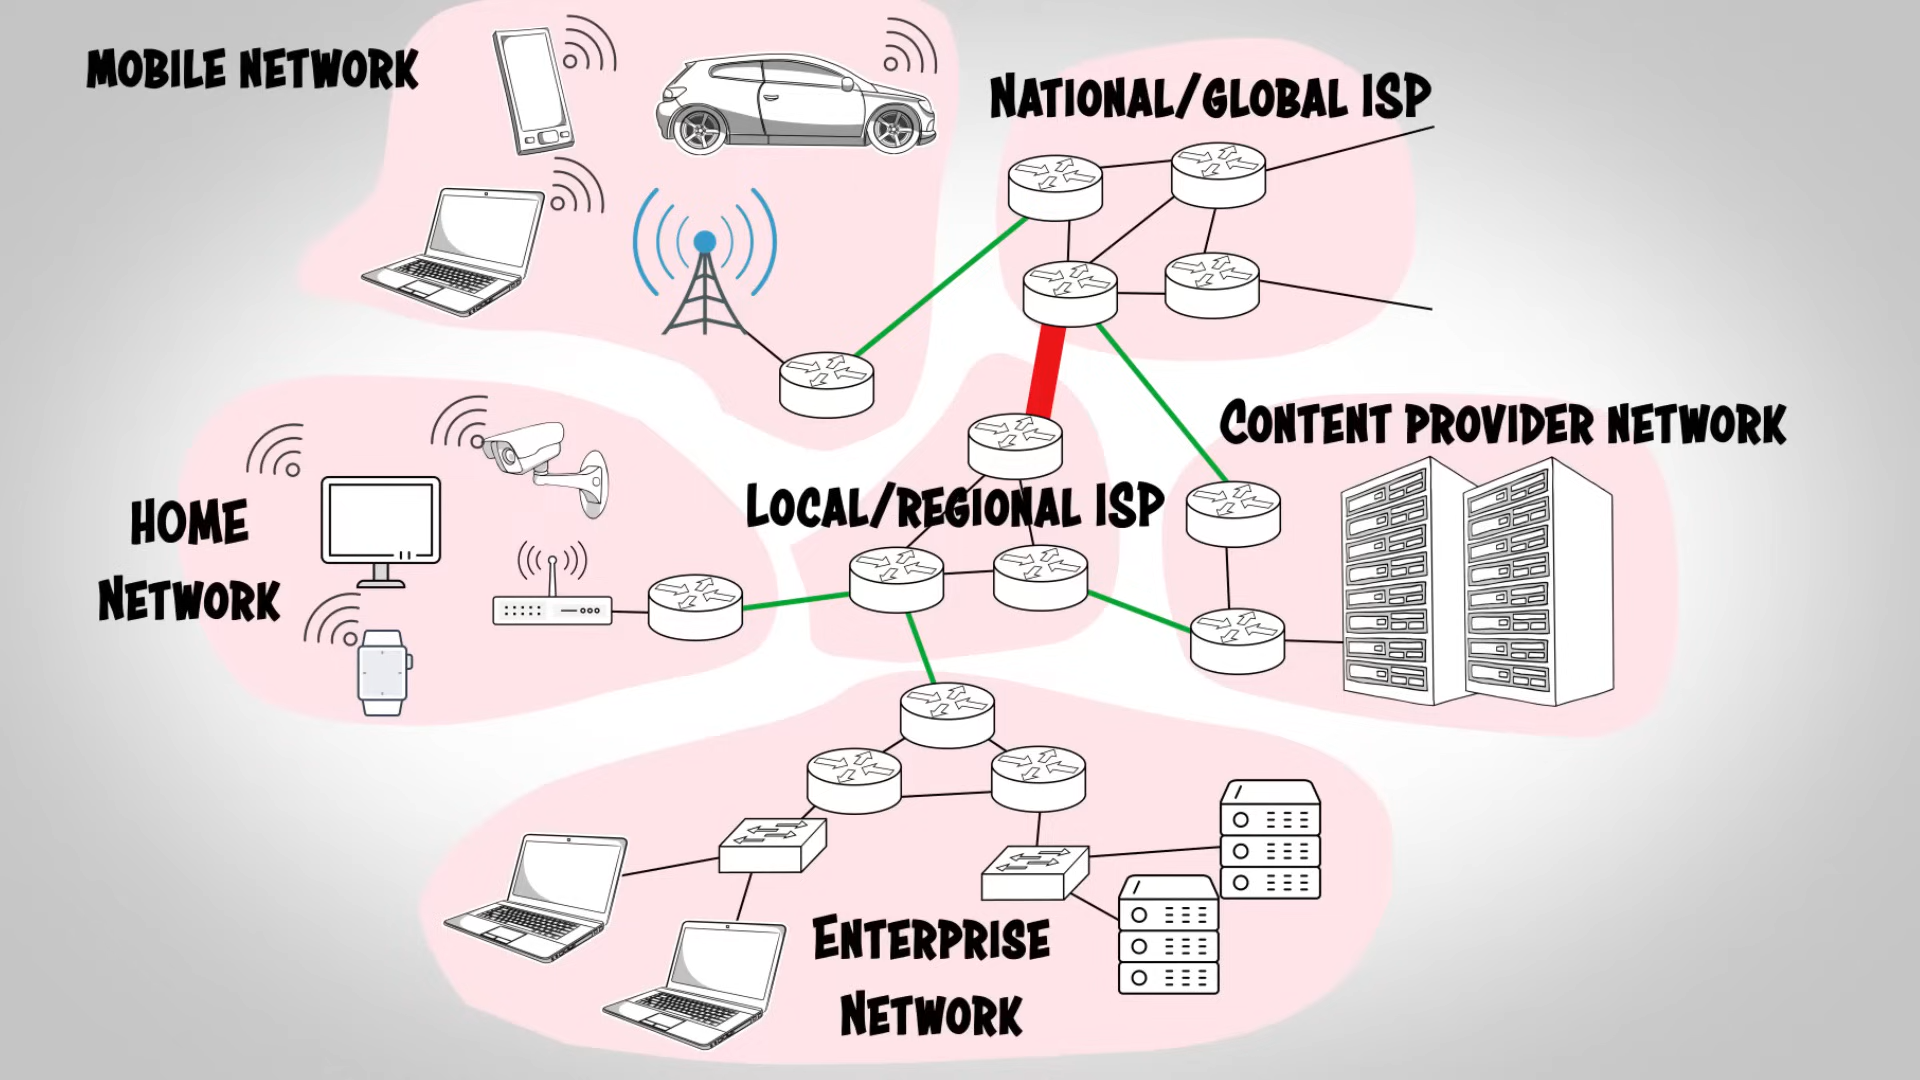 MOBILE NETWORK
NATIONAL/GLOBAL ISP
CONTENT PROVIDER NETWORK
LOCAL/REGIONAL ISP
HOME
NETWORK
ENTERPRISE
NETWORK